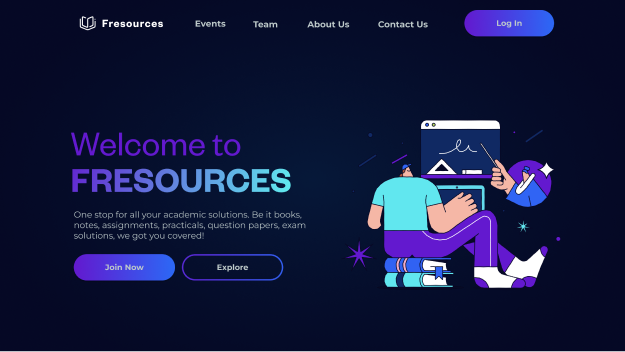 Fresources
Events
Team
About Us
Contact Us
Log In
Welcome to
FRESOURCES
One stop for all your academic solutions. Be it books,
notes, assignments, practicals, question papers, exam
solutions, we got you covered!
Join Now
Explore